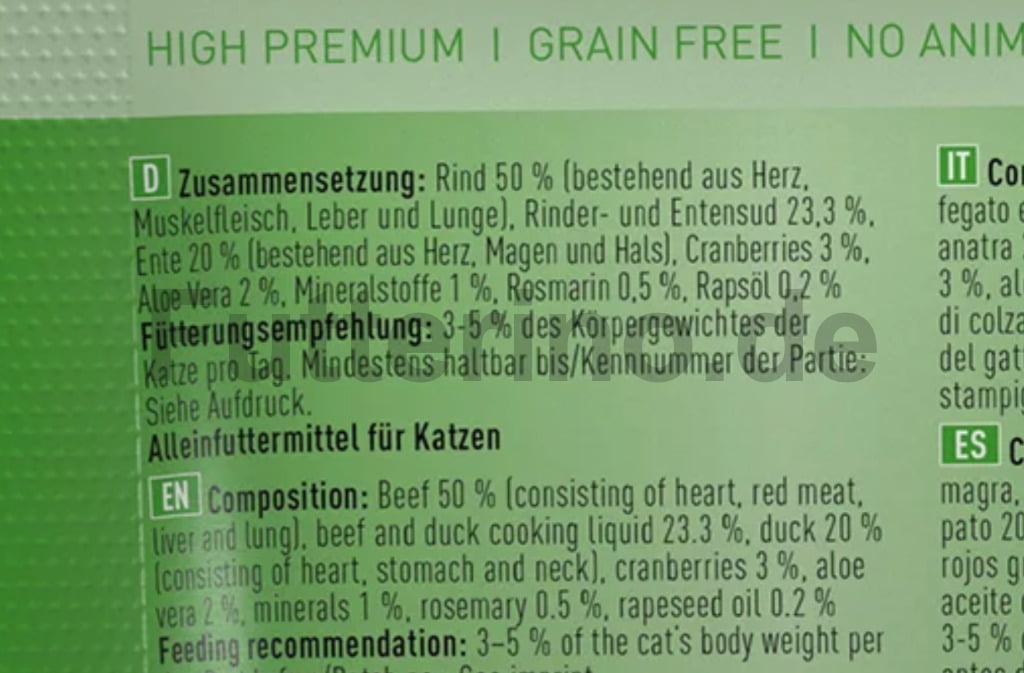 HIGH PREMIUM | GRAIN FREE | NO ANIM
D Zusammensetzung: Rind 50 % (bestehend aus Herz,
Muskelfleisch, Leber und Lunge), Rinder- und Entensud 23,3 %,
Ente 20 % (bestehend aus Herz, Magen und Hals), Cranberries 3 %,
Aloe Vera 2 %, Mineralstoffe 1 %, Rosmarin 0,5 %, Rapsöl 0,2 %
Fütterungsempfehlung: 3-5 % des Körpergewichtes der
Katze pro Tag. Mindestens haltbar bis/Kennnummer der Partie:
Siehe Aufdruck.
Alleinfuttermittel für Katzen
EN Composition: Beef 50 % (consisting of heart, red meat,
liver and lung), beef and duck cooking liquid 23.3 %, duck 20 %
(consisting of heart, stomach and neck), cranberries 3 %, aloe
vera 2 %, minerals 1 %, rosemary 0.5 %, rapeseed oil 0.2 %
Feeding recommendation: 3–5 % of the cat's body weight per
IT Co
fegato e
anatra
3 %, al
di colza
del gat
stampig
ES C
magra,
pato 20
rojos g
aceite
3-5 %
futterino.de